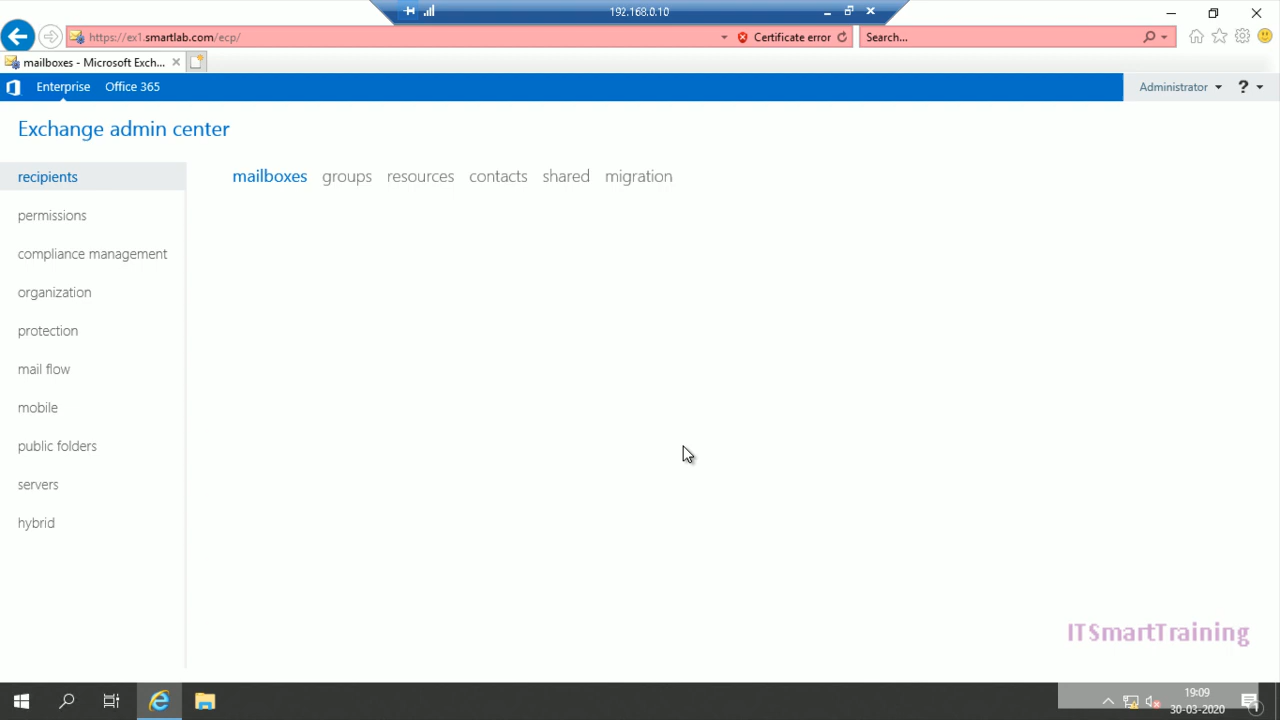 192.168.0.10
https://ex1.smartlab.com/ecp/
Certificate error
Search...
mailboxes - Microsoft Exch...
Enterprise
Office 365
Administrator
?
Exchange admin center
recipients
permissions
compliance management
organization
protection
mail flow
mobile
public folders
servers
hybrid
mailboxes
groups
resources
contacts
shared
migration
ITSmartTraining
19:09
30-03-2020
1